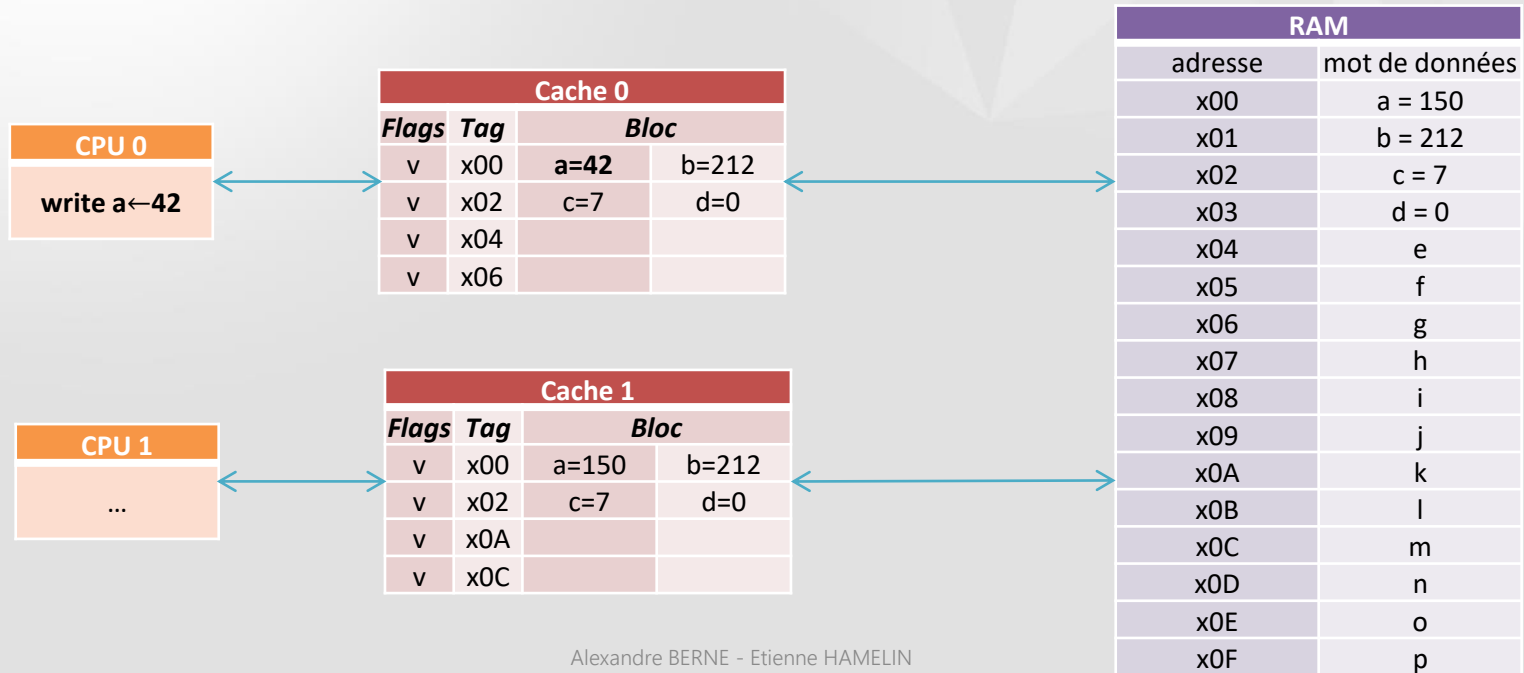 CPU 0
write a←42
Cache 0
Flags Tag Bloc
v x00 a=42 b=212
v x02 c=7 d=0
v x04
v x06
CPU 1
...
Cache 1
Flags Tag Bloc
v x00 a=150 b=212
v x02 c=7 d=0
v x0A
v x0C
RAM
adresse mot de données
x00 a = 150
x01 b = 212
x02 c = 7
x03 d = 0
x04 e
x05 f
x06 g
x07 h
x08 i
x09 j
x0A k
x0B l
x0C m
x0D n
x0E o
x0F p
Alexandre BERNE - Etienne HAMELIN